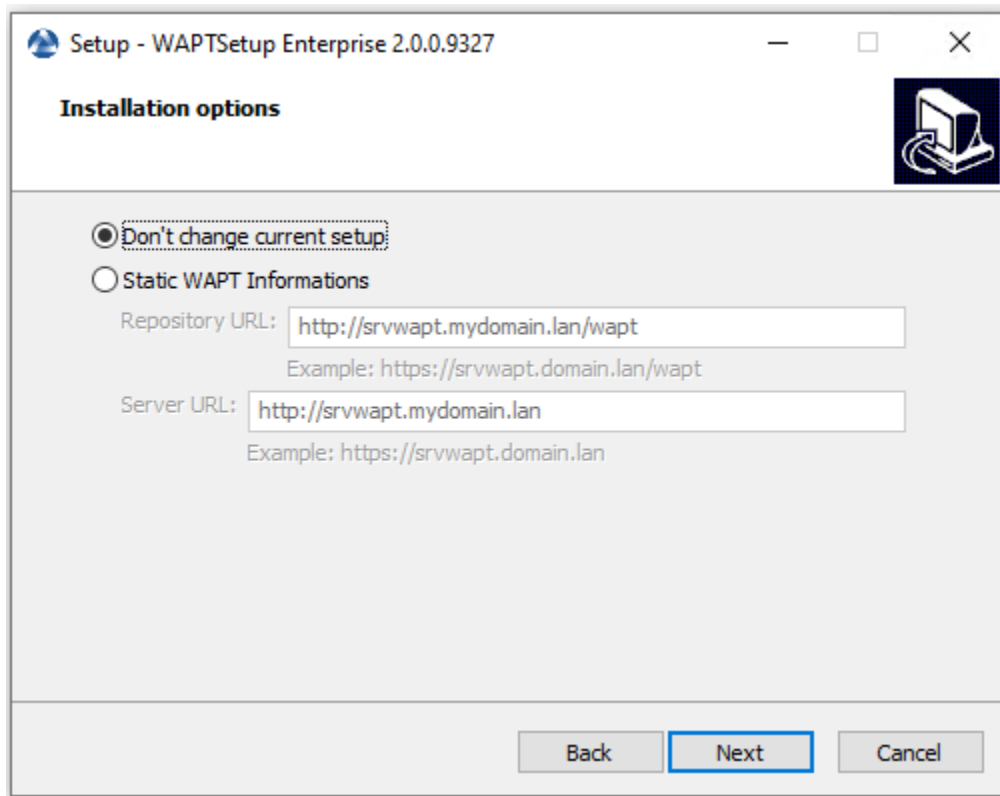 Setup - WAPTSetup Enterprise 2.0.0.9327
Installation options
Don't change current setup
Static WAPT Informations
Repository URL: http://srvwapt.mydomain.lan/wapt
Example: https://srvwapt.domain.lan/wapt
Server URL: http://srvwapt.mydomain.lan
Example: https://srvwapt.domain.lan
Back Next Cancel